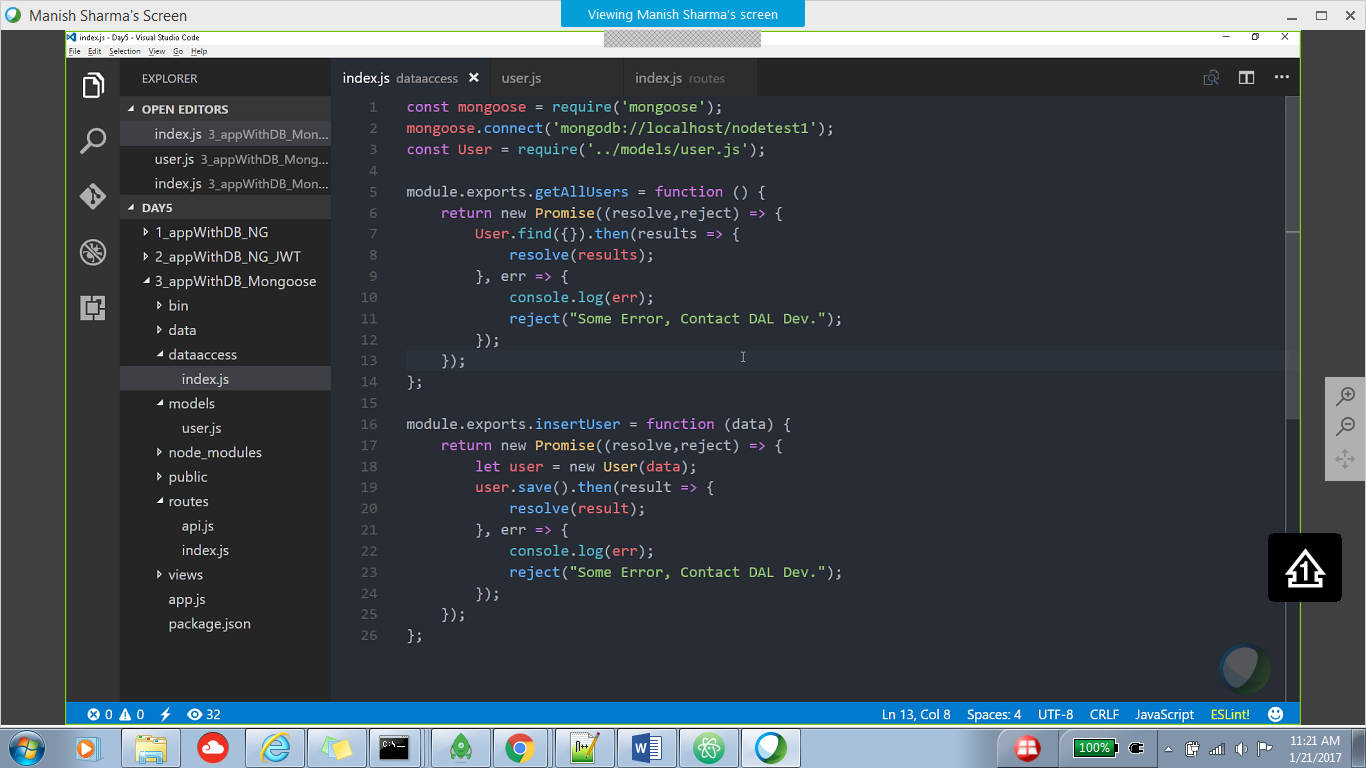 Manish Sharma's Screen
Viewing Manish Sharma's screen
index.js - Day5 - Visual Studio Code
File Edit Selection View Go Help
EXPLORER
OPEN EDITORS
index.js 3_appWithDB_Mon...
user.js 3_appWithDB_Mong...
index.js 3_appWithDB_Mon...
DAY5
1_appWithDB_NG
2_appWithDB_NG_JWT
3_appWithDB_Mongoose
bin
data
dataaccess
index.js
models
user.js
node_modules
public
routes
api.js
index.js
views
app.js
package.json
index.js dataaccess
user.js
index.js routes
1 const mongoose = require('mongoose');
2 mongoose.connect('mongodb://localhost/nodetest1');
3 const User = require('../models/user.js');
4
5 module.exports.getAllUsers = function () {
6     return new Promise((resolve,reject) => {
7         User.find({}).then(results => {
8             resolve(results);
9         }, err => {
10             console.log(err);
11             reject("Some Error, Contact DAL Dev.");
12         });
13     });
14 };
15
16 module.exports.insertUser = function (data) {
17     return new Promise((resolve,reject) => {
18         let user = new User(data);
19         user.save().then(result => {
20             resolve(result);
21         }, err => {
22             console.log(err);
23             reject("Some Error, Contact DAL Dev.");
24         });
25     });
26 };
1
0 0 32
Ln 13, Col 8 Spaces: 4 UTF-8 CRLF JavaScript ESLint!
100%
11:21 AM
1/21/2017